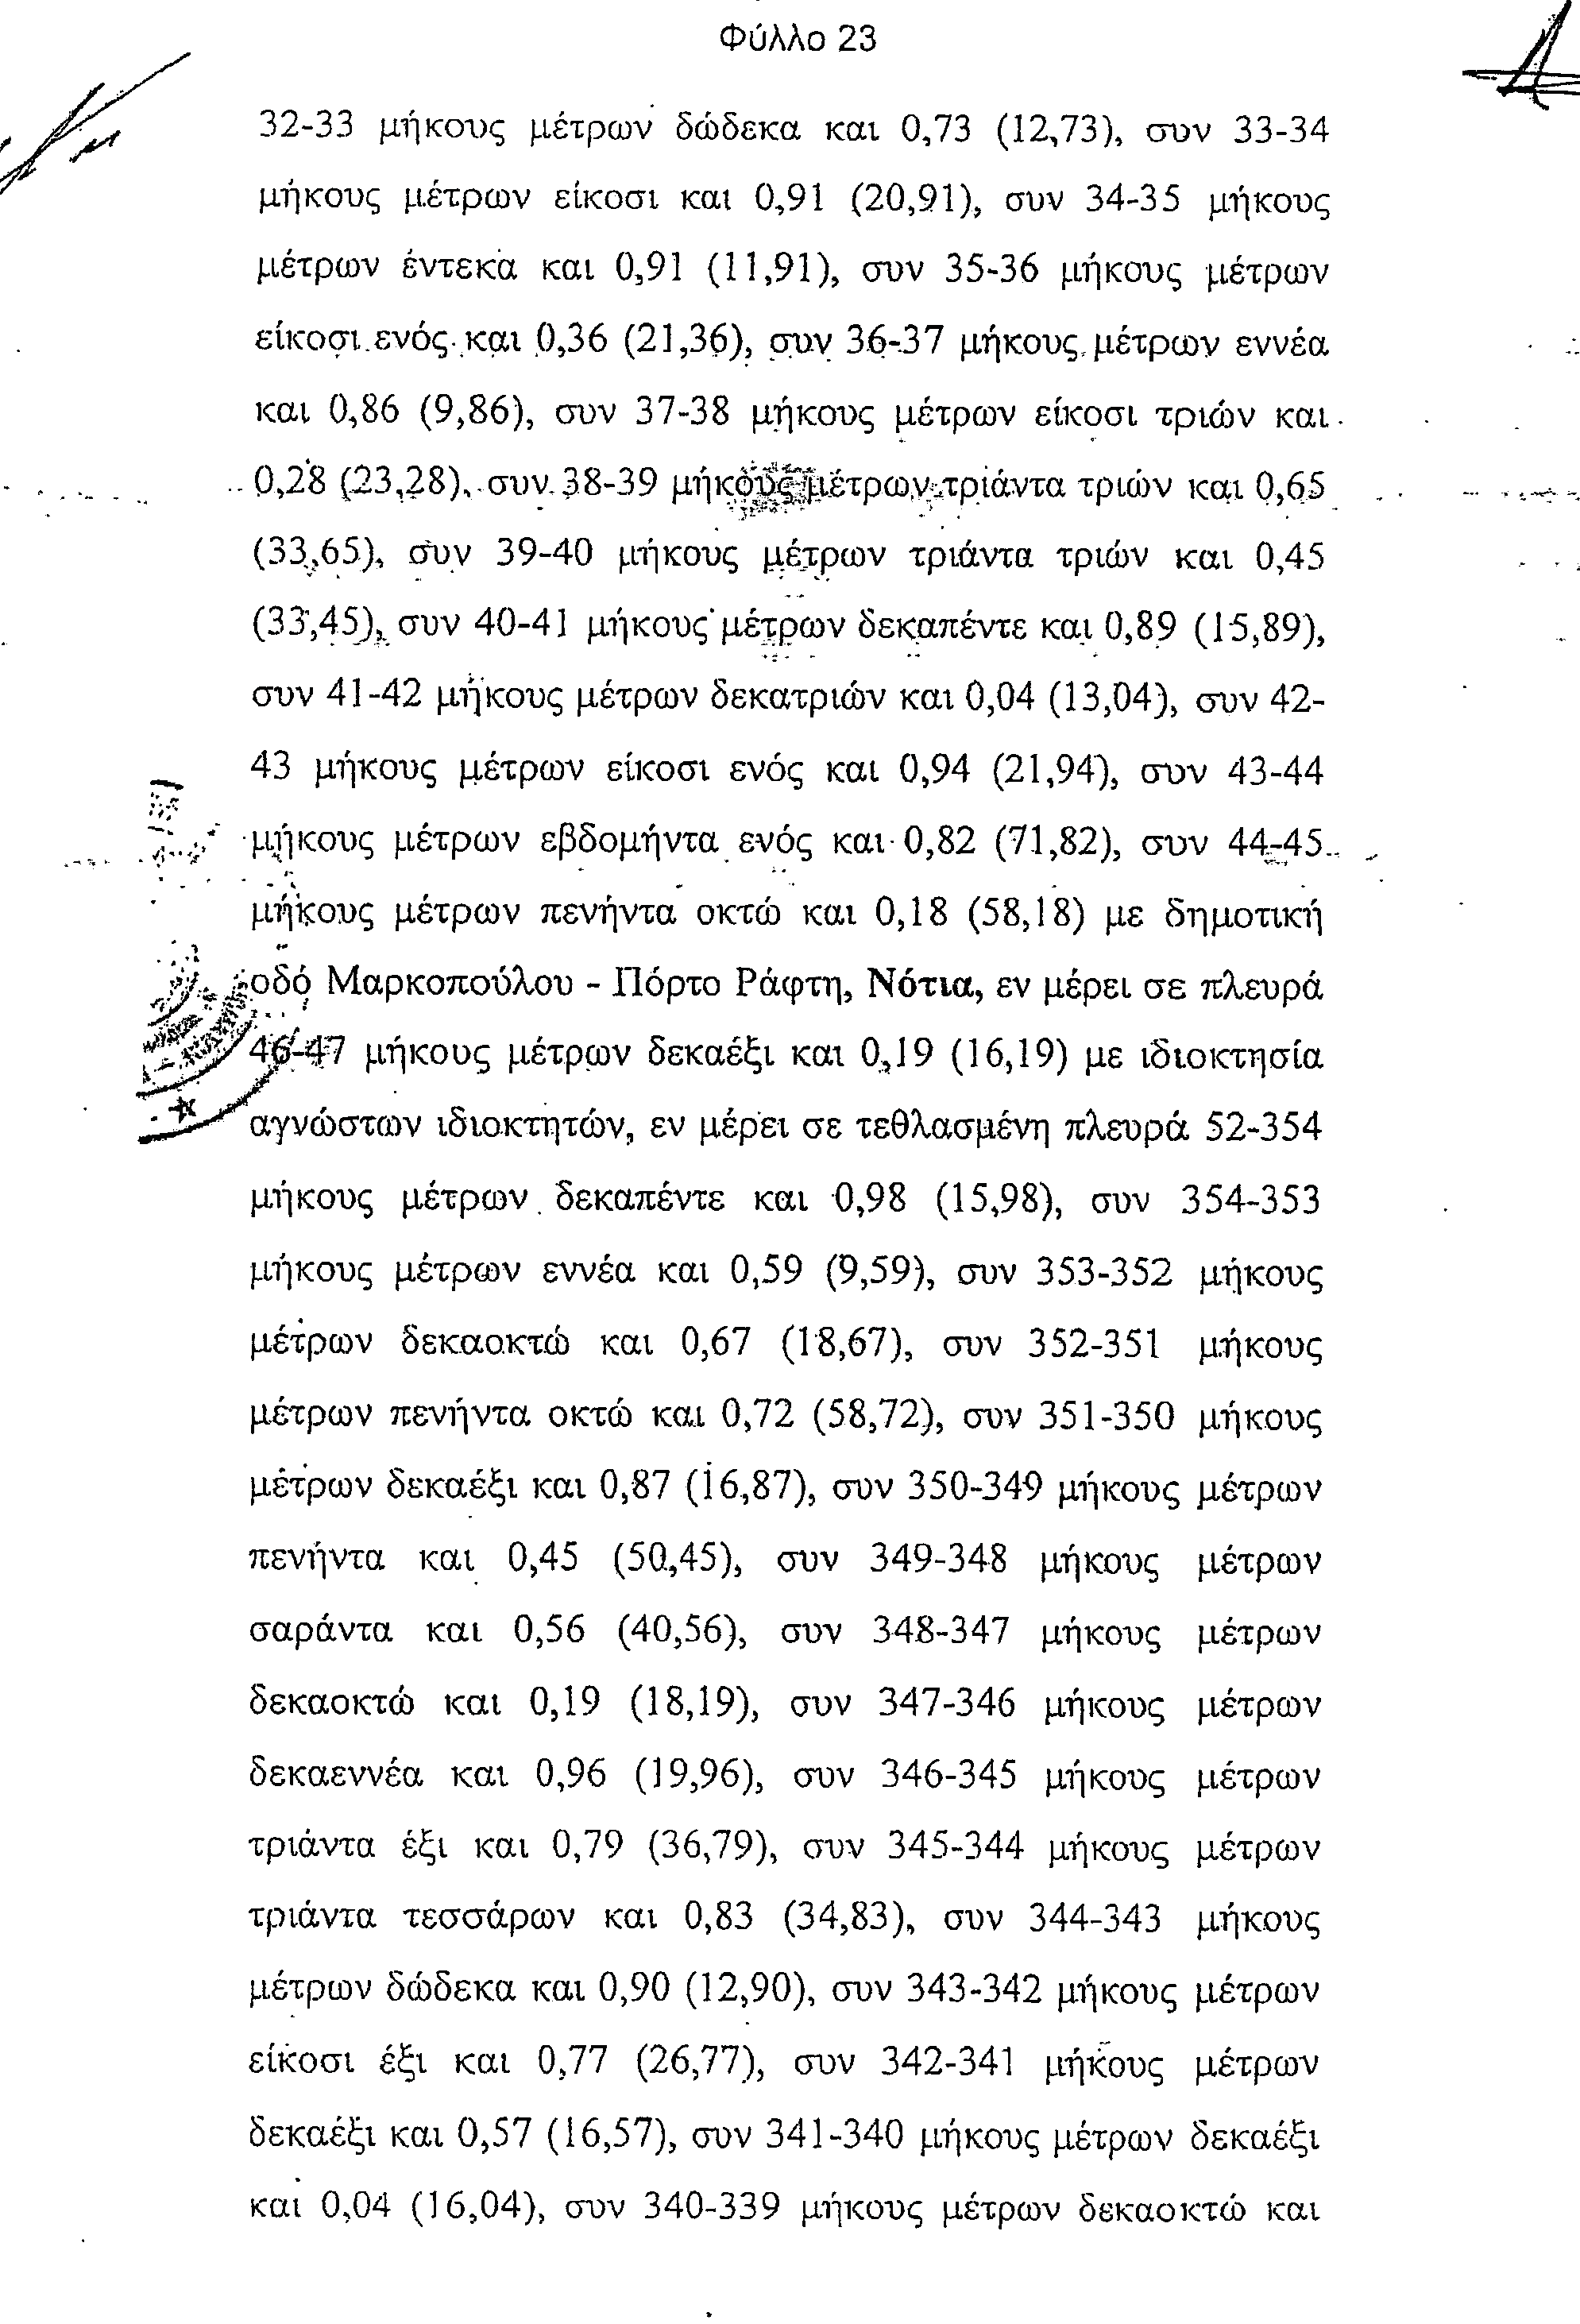 Φύλλο 23
32-33 μήκους μέτρων δώδεκα και 0,73 (12,73), συν 33-34
μήκους μέτρων είκοσι και 0,91 (20,91), συν 34-35 μήκους
μέτρων έντεκα και 0,91 (11,91), συν 35-36 μήκους μέτρων
είκοσι ενός και 0,36 (21,36), συν 36-37 μήκους μέτρων εννέα
και 0,86 (9,86), συν 37-38 μήκους μέτρων είκοσι τριών και
0,28 (23,28), συν 38-39 μήκους μέτρων τριάντα τριών και 0,65
(33,65), συν 39-40 μήκους μέτρων τριάντα τριών και 0,45
(33,45), συν 40-41 μήκους μέτρων δεκαπέντε και 0,89 (15,89),
συν 41-42 μήκους μέτρων δεκατριών και 0,04 (13,04), συν 42-
43 μήκους μέτρων είκοσι ενός και 0,94 (21,94), συν 43-44
μήκους μέτρων εβδομήντα ενός και 0,82 (71,82), συν 44-45
μήκους μέτρων πενήντα οκτώ και 0,18 (58,18) με δημοτική
οδό Μαρκοπούλου - Πόρτο Ράφτη, Νότια, εν μέρει σε πλευρά
46-47 μήκους μέτρων δεκαέξι και 0,19 (16,19) με ιδιοκτησία
αγνώστων ιδιοκτητών, εν μέρει σε τεθλασμένη πλευρά 52-354
μήκους μέτρων δεκαπέντε και 0,98 (15,98), συν 354-353
μήκους μέτρων εννέα και 0,59 (9,59), συν 353-352 μήκους
μέτρων δεκαοκτώ και 0,67 (18,67), συν 352-351 μήκους
μέτρων πενήντα οκτώ και 0,72 (58,72), συν 351-350 μήκους
μέτρων δεκαέξι και 0,87 (16,87), συν 350-349 μήκους μέτρων
πενήντα και 0,45 (50,45), συν 349-348 μήκους μέτρων
σαράντα και 0,56 (40,56), συν 348-347 μήκους μέτρων
δεκαοκτώ και 0,19 (18,19), συν 347-346 μήκους μέτρων
δεκαεννέα και 0,96 (19,96), συν 346-345 μήκους μέτρων
τριάντα έξι και 0,79 (36,79), συν 345-344 μήκους μέτρων
τριάντα τεσσάρων και 0,83 (34,83), συν 344-343 μήκους
μέτρων δώδεκα και 0,90 (12,90), συν 343-342 μήκους μέτρων
είκοσι έξι και 0,77 (26,77), συν 342-341 μήκους μέτρων
δεκαέξι και 0,57 (16,57), συν 341-340 μήκους μέτρων δεκαέξι
και 0,04 (16,04), συν 340-339 μήκους μέτρων δεκαοκτώ και